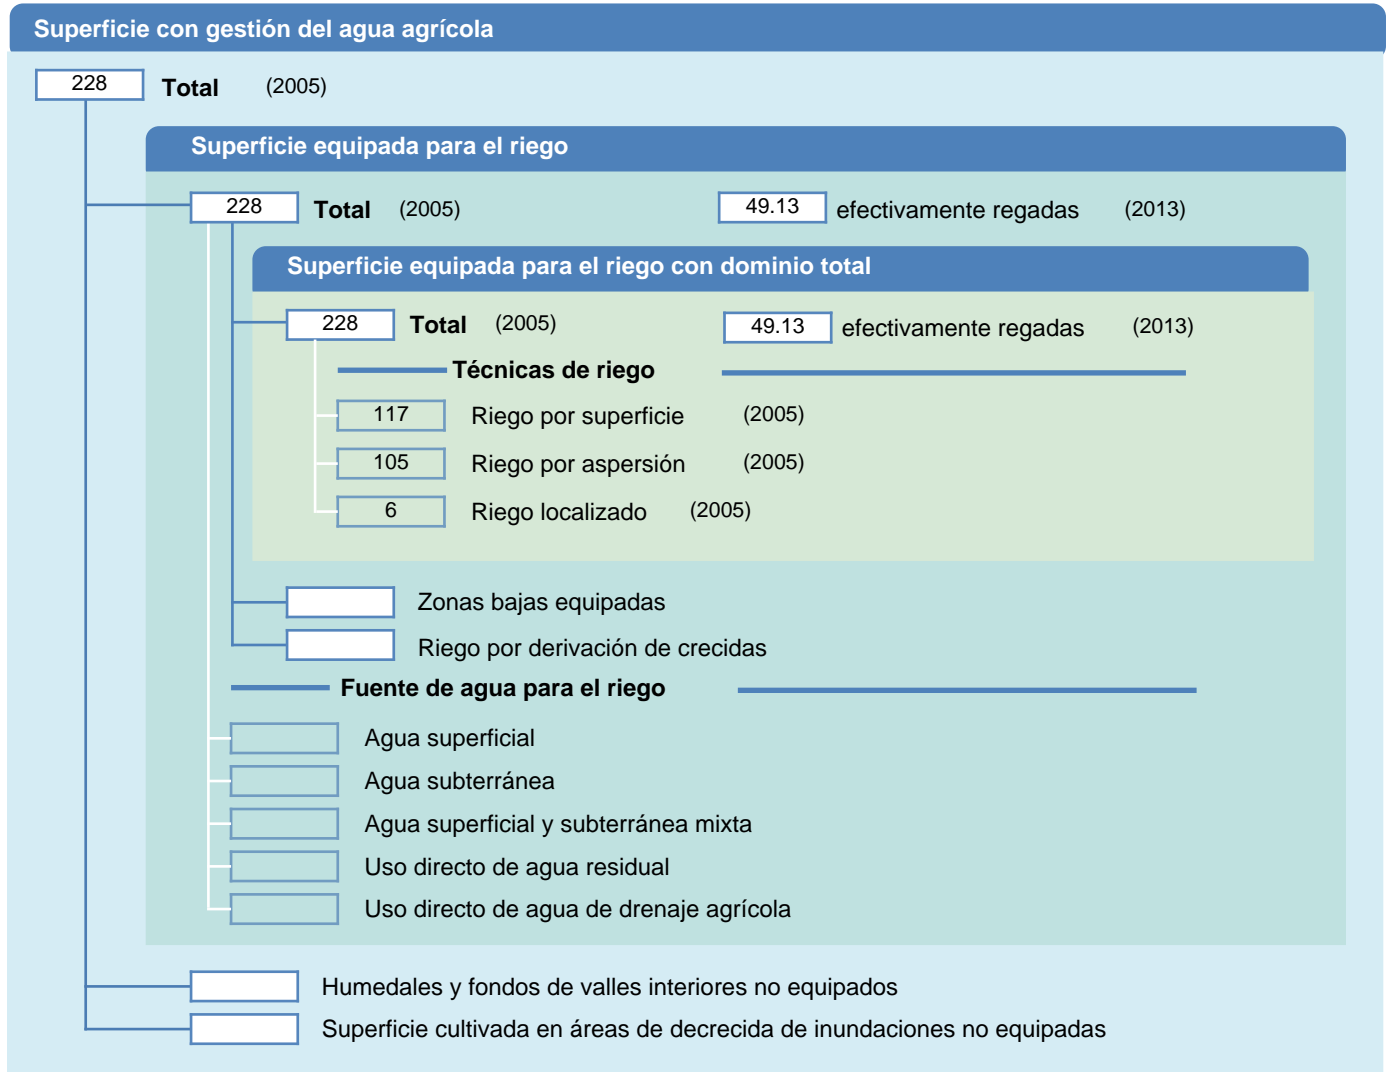 Superficie con gestión del agua agrícola
228 Total (2005)
Superficie equipada para el riego
228 Total (2005) 49.13 efectivamente regadas (2013)
Superficie equipada para el riego con dominio total
228 Total (2005) 49.13 efectivamente regadas (2013)
Técnicas de riego
117 Riego por superficie (2005)
105 Riego por aspersión (2005)
6 Riego localizado (2005)
Zonas bajas equipadas
Riego por derivación de crecidas
Fuente de agua para el riego
Agua superficial
Agua subterránea
Agua superficial y subterránea mixta
Uso directo de agua residual
Uso directo de agua de drenaje agrícola
Humedales y fondos de valles interiores no equipados
Superficie cultivada en áreas de decrecida de inundaciones no equipadas